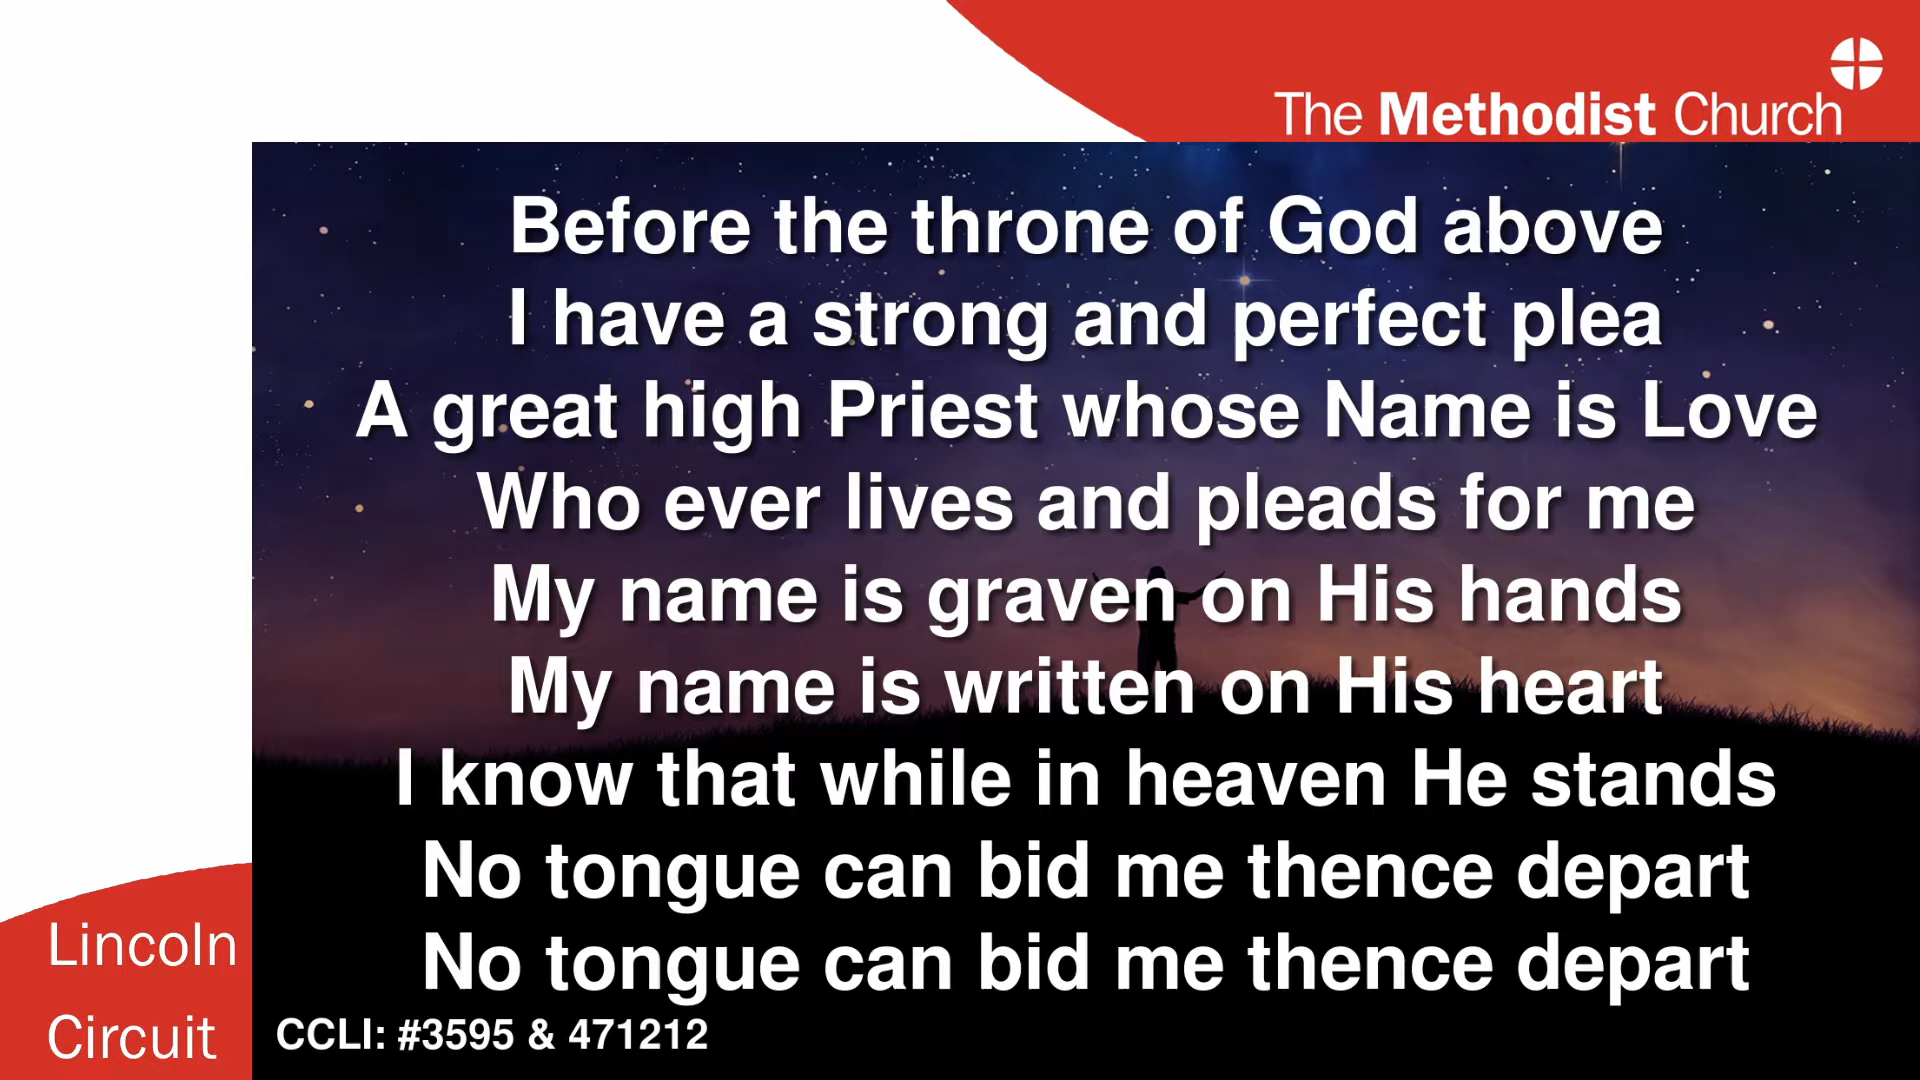 The Methodist Church
Before the throne of God above
I have a strong and perfect plea
A great high Priest whose Name is Love
Who ever lives and pleads for me
My name is graven on His hands
My name is written on His heart
I know that while in heaven He stands
No tongue can bid me thence depart
No tongue can bid me thence depart
Lincoln
Circuit
CCLI: #3595 & 471212